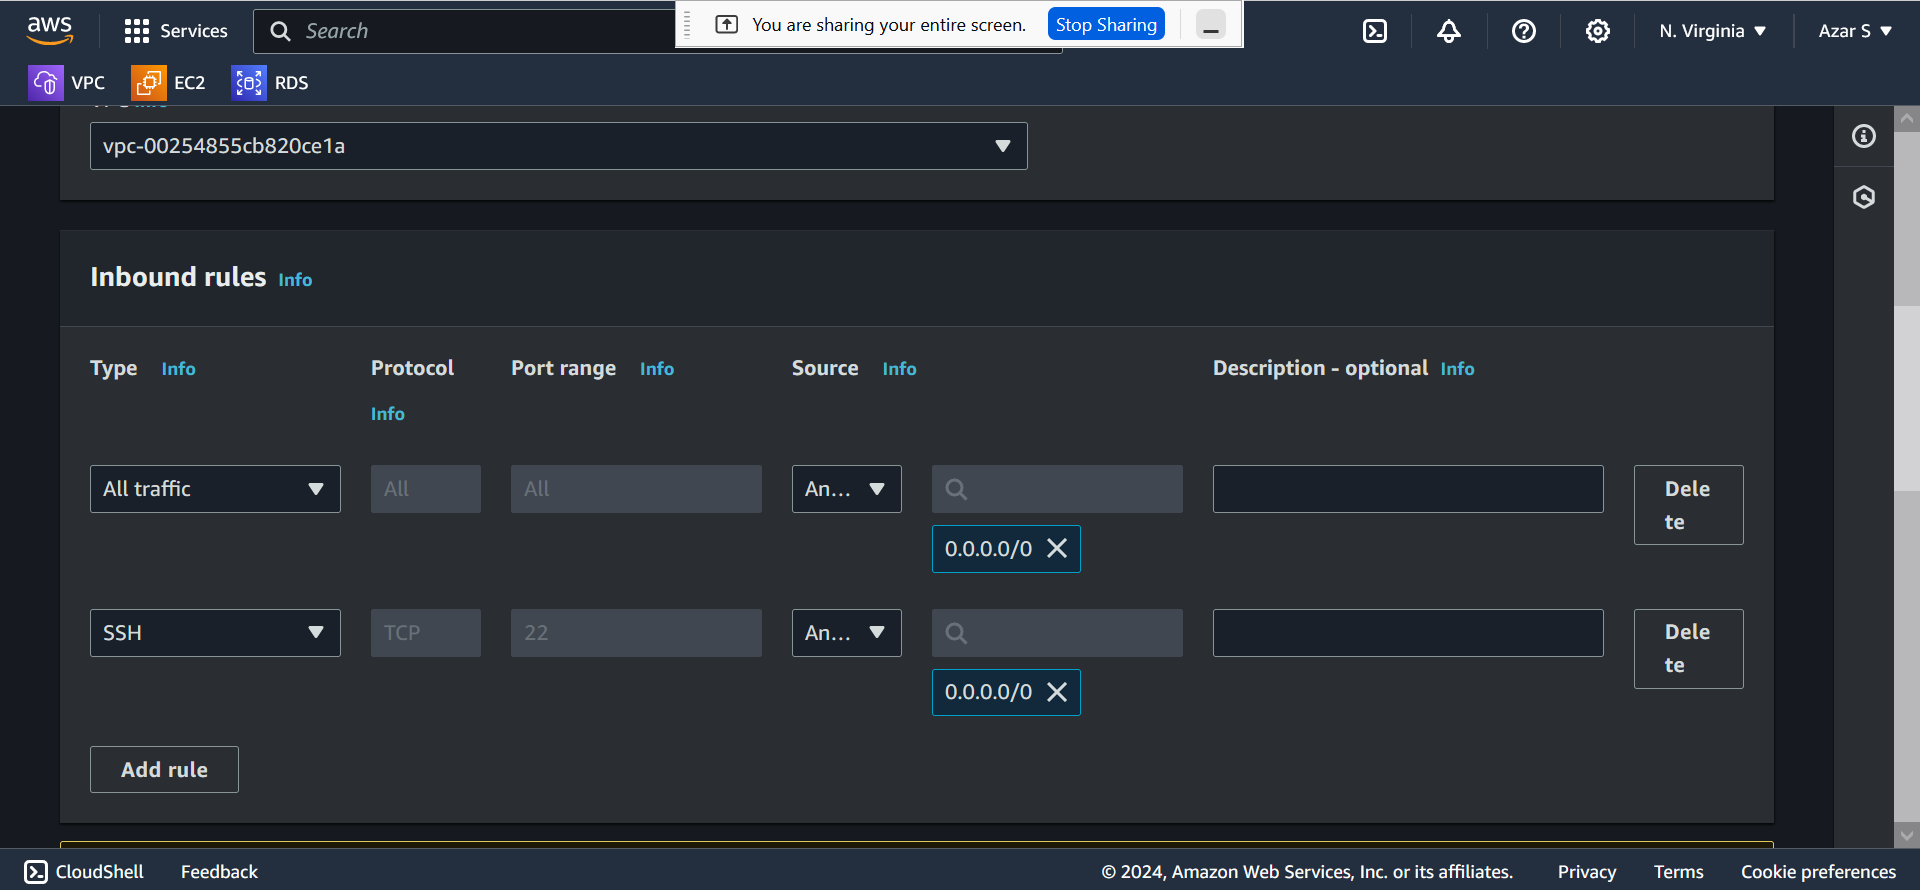 aws
Services
Search
You are sharing your entire screen.
Stop Sharing
N. Virginia
Azar S
VPC
EC2
RDS
vpc-00254855cb820ce1a
Inbound rules Info
Type Info
Protocol Info
Port range Info
Source Info
Description - optional Info
All traffic
All
All
An...
Dele
te
0.0.0.0/0
SSH
TCP
22
An...
Dele
te
0.0.0.0/0
Add rule
CloudShell
Feedback
© 2024, Amazon Web Services, Inc. or its affiliates.
Privacy
Terms
Cookie preferences